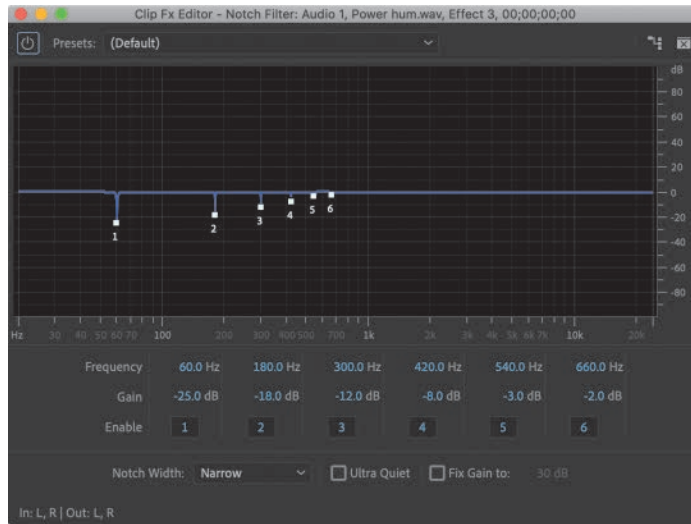 Clip Fx Editor - Notch Filter: Audio 1, Power hum.wav, Effect 3, 00;00;00;00
Presets: (Default)
dB
80
60
40
20
0
-20
-40
-60
-80
1 2 3 4 5 6
Hz 30 40 50 60 70 100 200 300 400 500 700 1k 2k 3k 4k 5k 6k 7k 10k 20k
Frequency 60.0 Hz 180.0 Hz 300.0 Hz 420.0 Hz 540.0 Hz 660.0 Hz
Gain -25.0 dB -18.0 dB -12.0 dB -8.0 dB -3.0 dB -2.0 dB
Enable 1 2 3 4 5 6
Notch Width: Narrow Ultra Quiet Fix Gain to: 30 dB
In: L, R | Out: L, R